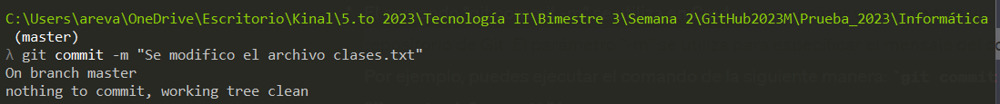 C:\Users\areva\OneDrive\Escritorio\Kinal\5.to 2023\Tecnología II\Bimestre 3\Semana 2\GitHub2023M\Prueba_2023\Informática
(master)
λ git commit -m "Se modifico el archivo clases.txt"
On branch master
Por ejemplo, puedes ejecutar el comando de la siguiente manera: `git commit
nothing to commit, working tree clean